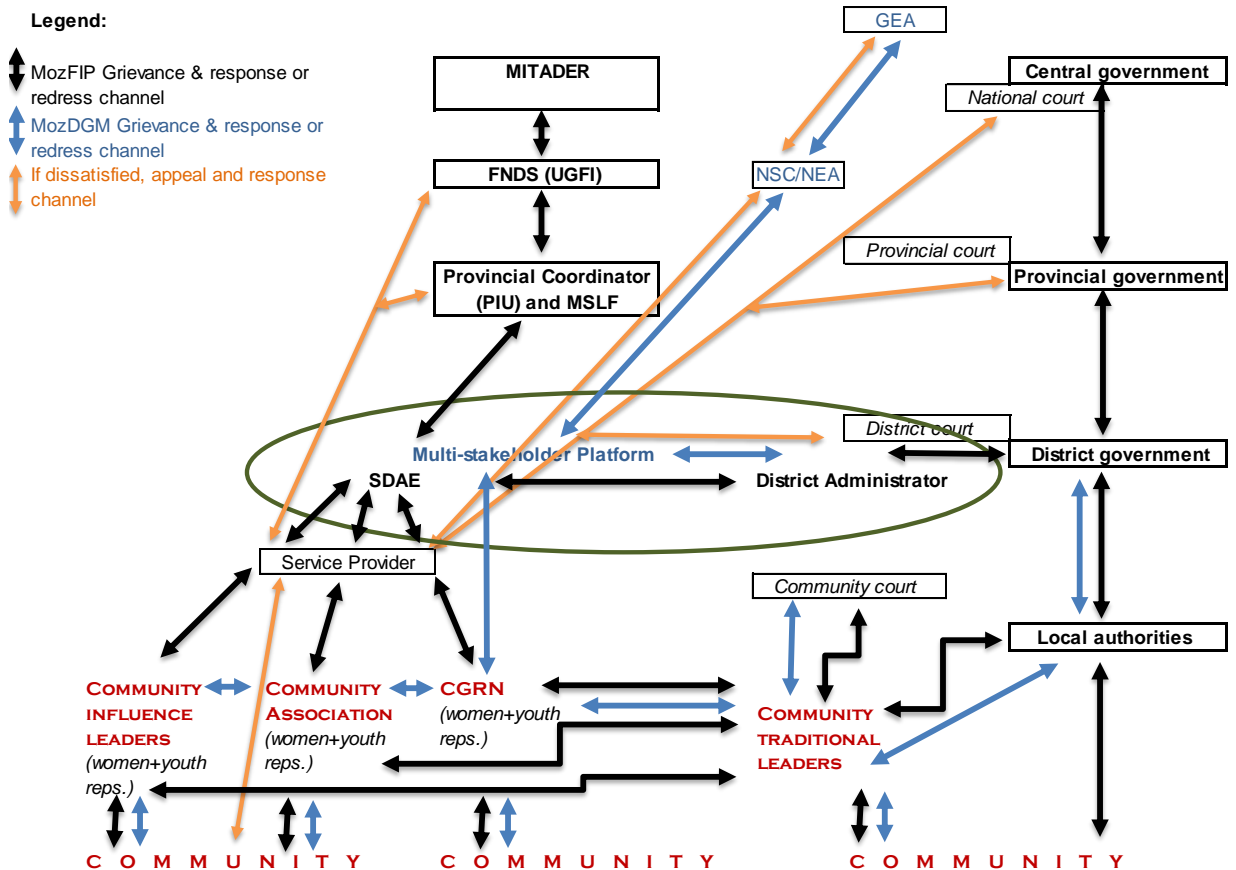 Legend:
MozFIP Grievance & response or
redress channel
MozDGM Grievance & response or
redress channel
If dissatisfied, appeal and response
channel
GEA
MITADER
Central government
National court
FNDS (UGFI)
NSC/NEA
Provincial court
Provincial Coordinator
(PIU) and MSLF
Provincial government
District court
Multi-stakeholder Platform
District government
SDAE
District Administrator
Service Provider
Community court
Local authorities
COMMUNITY
INFLUENCE
LEADERS
(women+youth
reps.)
COMMUNITY
ASSOCIATION
(women+youth
reps.)
CGRN
(women+youth
reps.)
COMMUNITY
TRADITIONAL
LEADERS
C O M M U N I T Y
C O M M U N I T Y
C O M M U N I T Y